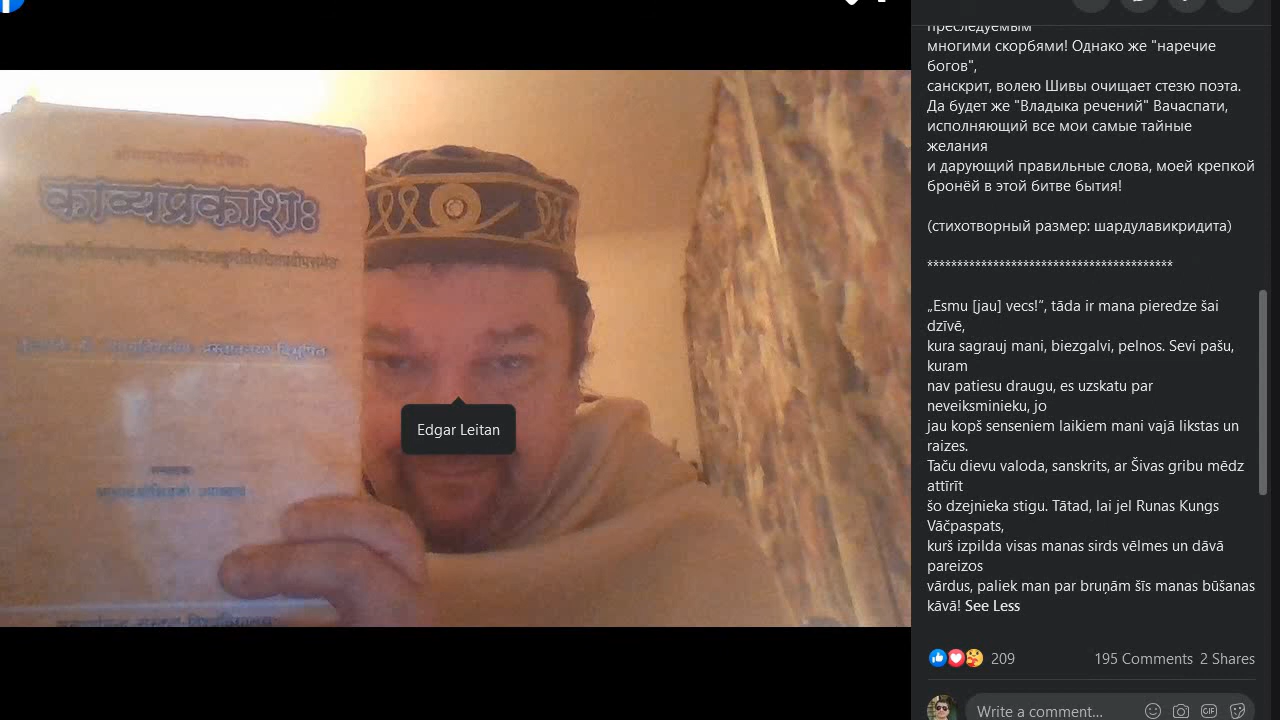 काव्यप्रकाशः
Edgar Leitan
преследуемым
многими скорбями! Однако же "наречие
богов",
санскрит, волею Шивы очищает стезю поэта.
Да будет же "Владыка речений" Вачаспати,
исполняющий все мои самые тайные
желания
и дарующий правильные слова, моей крепкой
бронёй в этой битве бытия!
(стихотворный размер: шардулавикридита)
*****************************************
„Esmu [jau] vecs!“, tāda ir mana pieredze šai
dzīvē,
kura sagrauj mani, biezgalvi, pelnos. Sevi pašu,
kuram
nav patiesu draugu, es uzskatu par
neveiksminieku, jo
jau kopš senseniem laikiem mani vajā likstas un
raizes.
Taču dievu valoda, sanskrits, ar Šivas gribu mēdz
attīrīt
šo dzejnieka stigu. Tātad, lai jel Runas Kungs
Vāčpaspats,
kurš izpilda visas manas sirds vēlmes un dāvā
pareizos
vārdus, paliek man par bruņām šīs manas būšanas
kāvā! See Less
209
195 Comments 2 Shares
Write a comment...
GIF